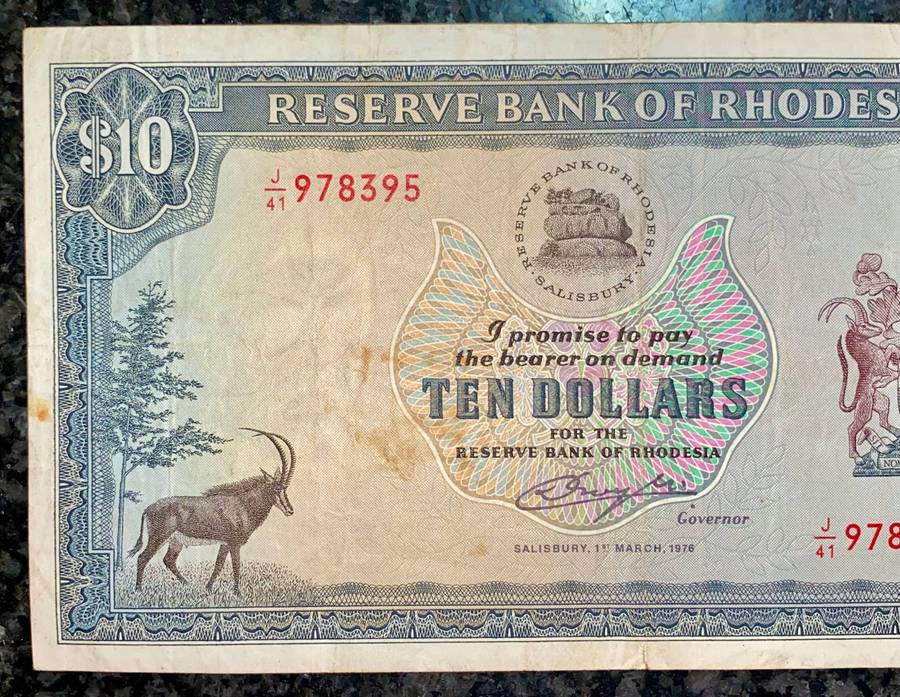 RESERVE BANK OF RHODES
$10
J/41 978395
RESERVE BANK OF RHODESIA
· SALISBURY ·
I promise to pay
the bearer on demand
TEN DOLLARS
FOR THE
RESERVE BANK OF RHODESIA
Governor
SALISBURY, 1ST MARCH, 1976
J/41 978
NOM